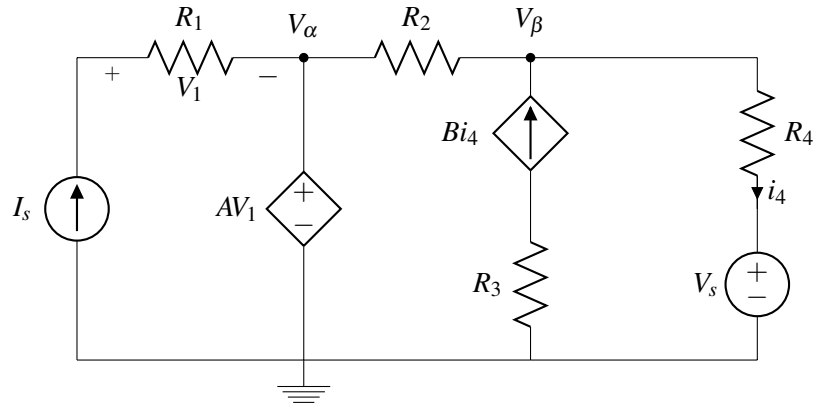 R₁ Vα R₂ Vβ
+ V₁ −
Bi₄ R₄
Iₛ AV₁ + − i₄
R₃ Vₛ + −